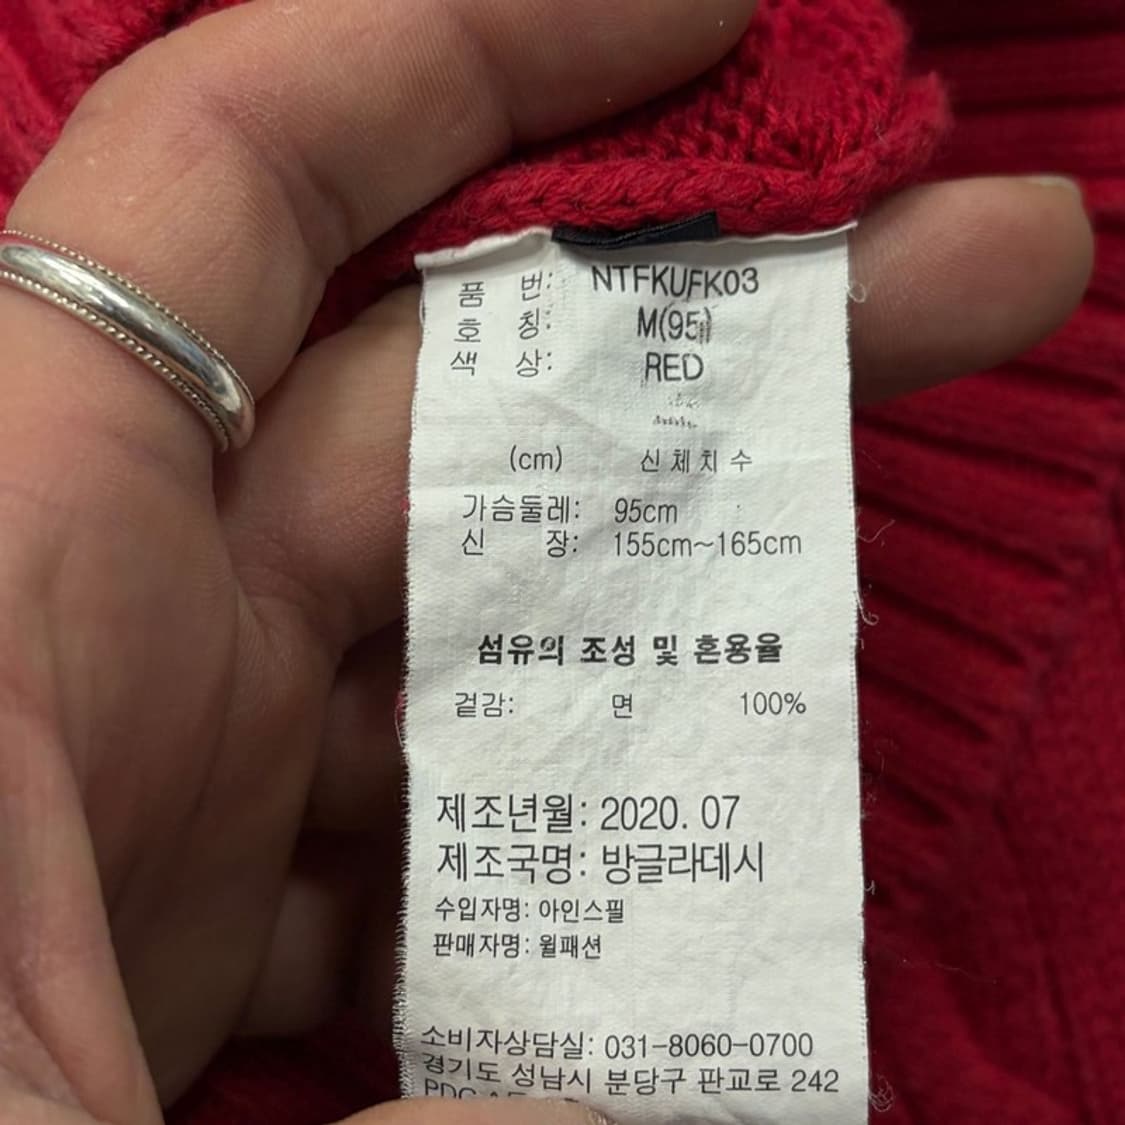 품 번: NTFKUFK03
호 칭: M(95)
색 상: RED
(cm) 신체치수
가슴둘레: 95cm
신 장: 155cm~165cm
섬유의 조성 및 혼용율
겉감: 면 100%
제조년월: 2020. 07
제조국명: 방글라데시
수입자명: 아인스필
판매자명: 월패션
소비자상담실: 031-8060-0700
경기도 성남시 분당구 판교로 242
PDC